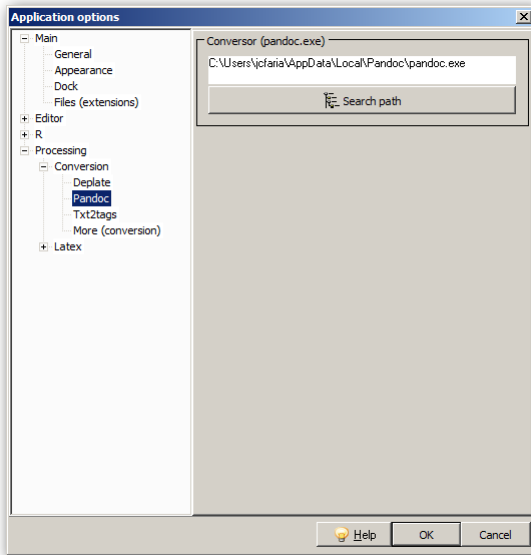 Application options
Main
General
Appearance
Dock
Files (extensions)
Editor
R
Processing
Conversion
Deplate
Pandoc
Txt2tags
More (conversion)
Latex
Conversor (pandoc.exe)
C:\Users\jcfaria\AppData\Local\Pandoc\pandoc.exe
Search path
Help
OK
Cancel